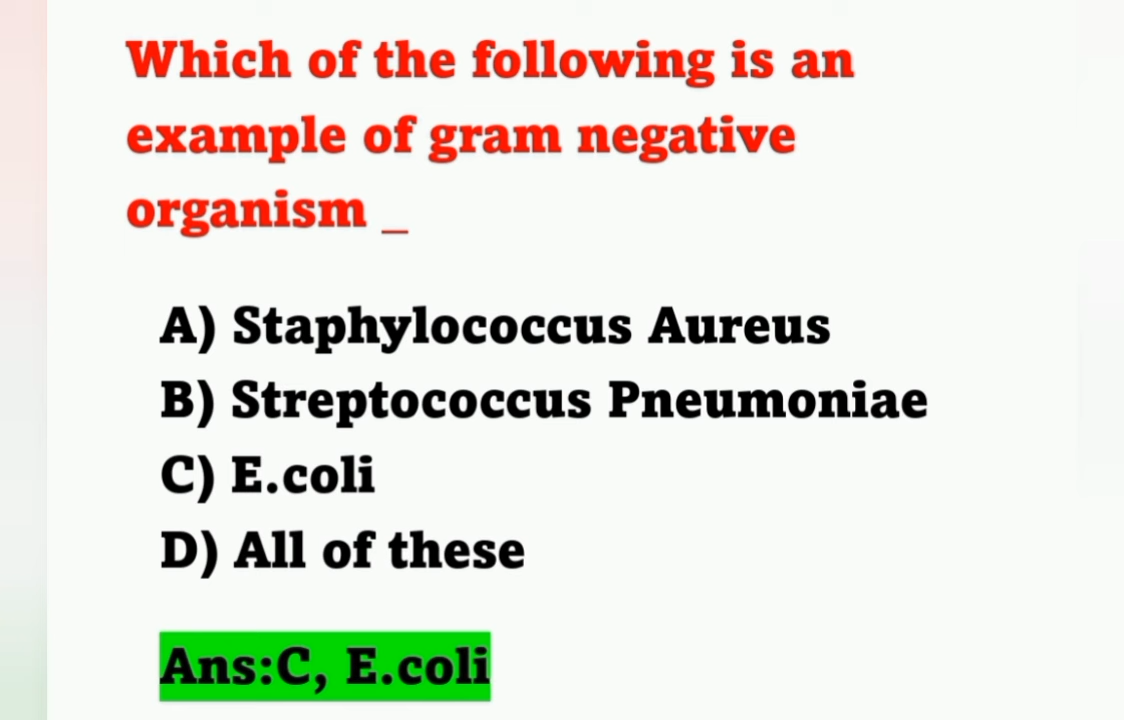 Which of the following is an
example of gram negative
organism _
A) Staphylococcus Aureus
B) Streptococcus Pneumoniae
C) E.coli
D) All of these
Ans:C, E.coli